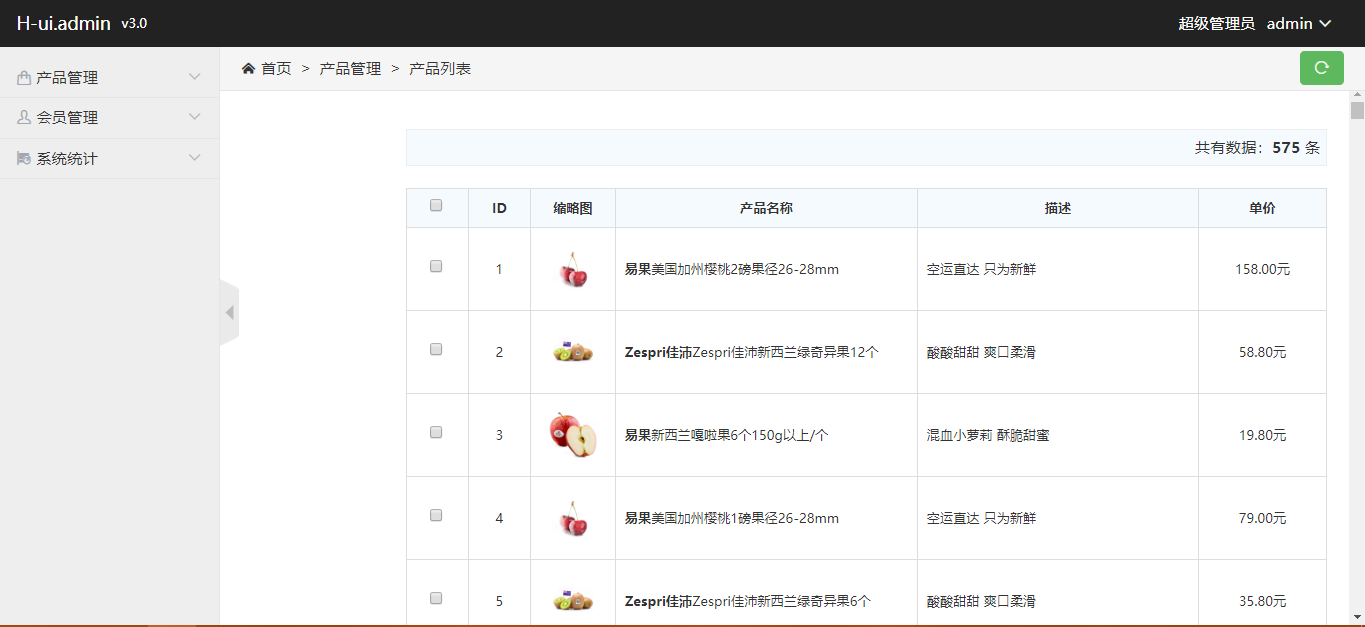 H-ui.admin v3.0
超级管理员 admin
产品管理
会员管理
系统统计
首页 > 产品管理 > 产品列表
共有数据：575 条
ID 缩略图 产品名称 描述 单价
1 易果美国加州樱桃2磅果径26-28mm 空运直达 只为新鲜 158.00元
2 Zespri佳沛Zespri佳沛新西兰绿奇异果12个 酸酸甜甜 爽口柔滑 58.80元
3 易果新西兰嘎啦果6个150g以上/个 混血小萝莉 酥脆甜蜜 19.80元
4 易果美国加州樱桃1磅果径26-28mm 空运直达 只为新鲜 79.00元
5 Zespri佳沛Zespri佳沛新西兰绿奇异果6个 酸酸甜甜 爽口柔滑 35.80元